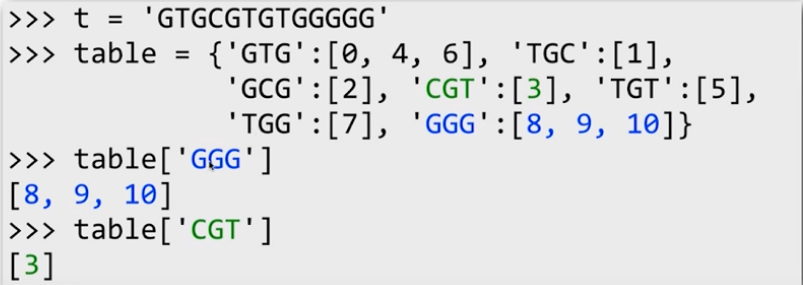 >>> t = 'GTGCGTGTGGGGG'
>>> table = {'GTG':[0, 4, 6], 'TGC':[1],
'GCG':[2], 'CGT':[3], 'TGT':[5],
'TGG':[7], 'GGG':[8, 9, 10]}
>>> table['GGG']
[8, 9, 10]
>>> table['CGT']
[3]